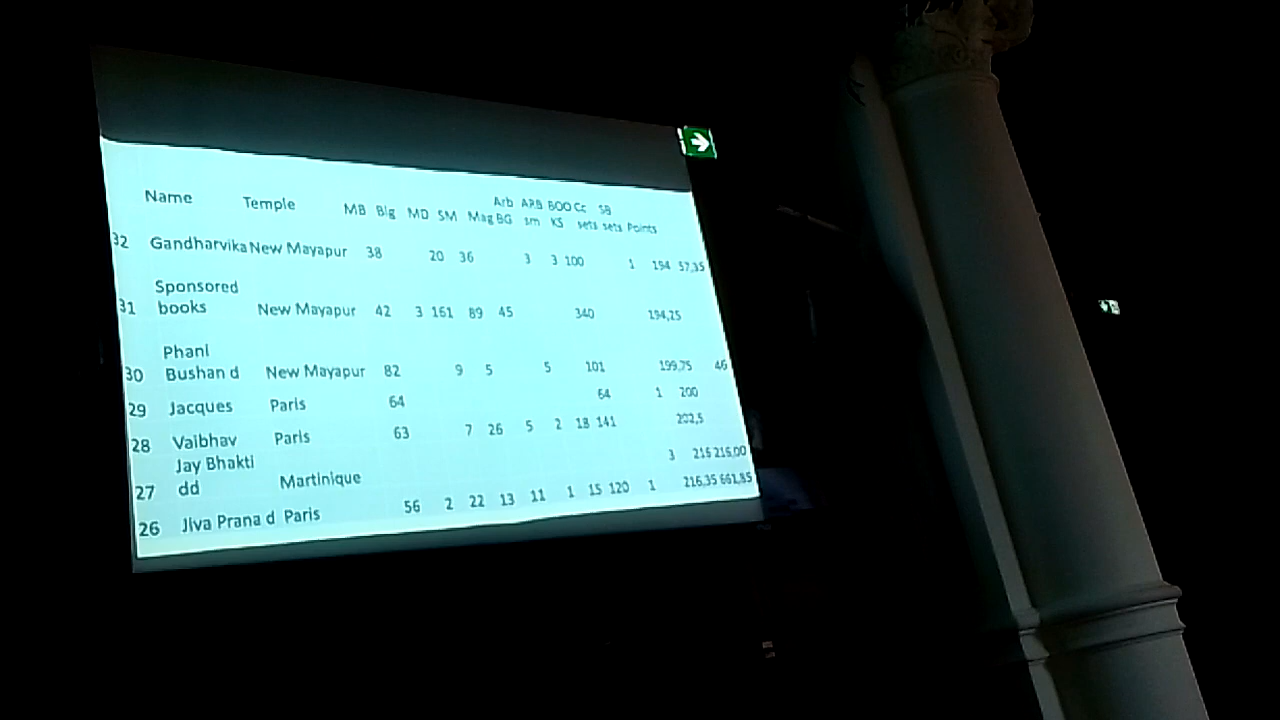 Arb APB BOO Cc SB
Name Temple MB Big MD SM Mag BG sm KS sets sets Points
32 Gandharvika New Mayapur 38 20 36 3 3 100 1 194 57,35
Sponsored
31 books New Mayapur 42 3 161 89 45 340 194,25
Phani
30 Bushan d New Mayapur 82 9 5 5 101 199,75 46
29 Jacques Paris 64 64 1 200
28 Vaibhav Paris 63 7 26 5 2 18 141 202,5
Jay Bhakti
27 dd Martinique 3 215 215,00
26 Jiva Prana d Paris 56 2 22 13 11 1 15 120 1 216,35 661,85